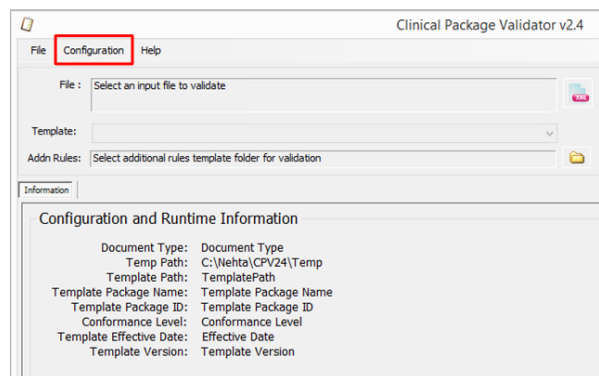 Clinical Package Validator v2.4
File Configuration Help
File : Select an input file to validate
XML
Template:
Addn Rules: Select additional rules template folder for validation
Information
Configuration and Runtime Information
Document Type: Document Type
Temp Path: C:\Nehta\CPV24\Temp
Template Path: TemplatePath
Template Package Name: Template Package Name
Template Package ID: Template Package ID
Conformance Level: Conformance Level
Template Effective Date: Effective Date
Template Version: Template Version